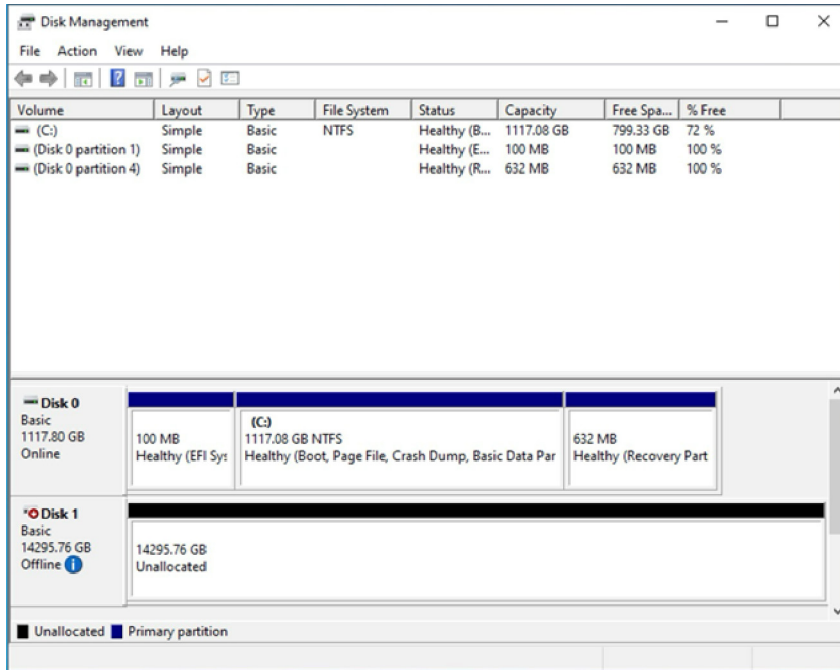 Disk Management
File Action View Help
Volume Layout Type File System Status Capacity Free Spa... % Free
(C:) Simple Basic NTFS Healthy (B... 1117.08 GB 799.33 GB 72 %
(Disk 0 partition 1) Simple Basic Healthy (E... 100 MB 100 MB 100 %
(Disk 0 partition 4) Simple Basic Healthy (R... 632 MB 632 MB 100 %
Disk 0
Basic
1117.80 GB
Online
100 MB
Healthy (EFI Sys
(C:)
1117.08 GB NTFS
Healthy (Boot, Page File, Crash Dump, Basic Data Par
632 MB
Healthy (Recovery Part
Disk 1
Basic
14295.76 GB
Offline
14295.76 GB
Unallocated
Unallocated Primary partition